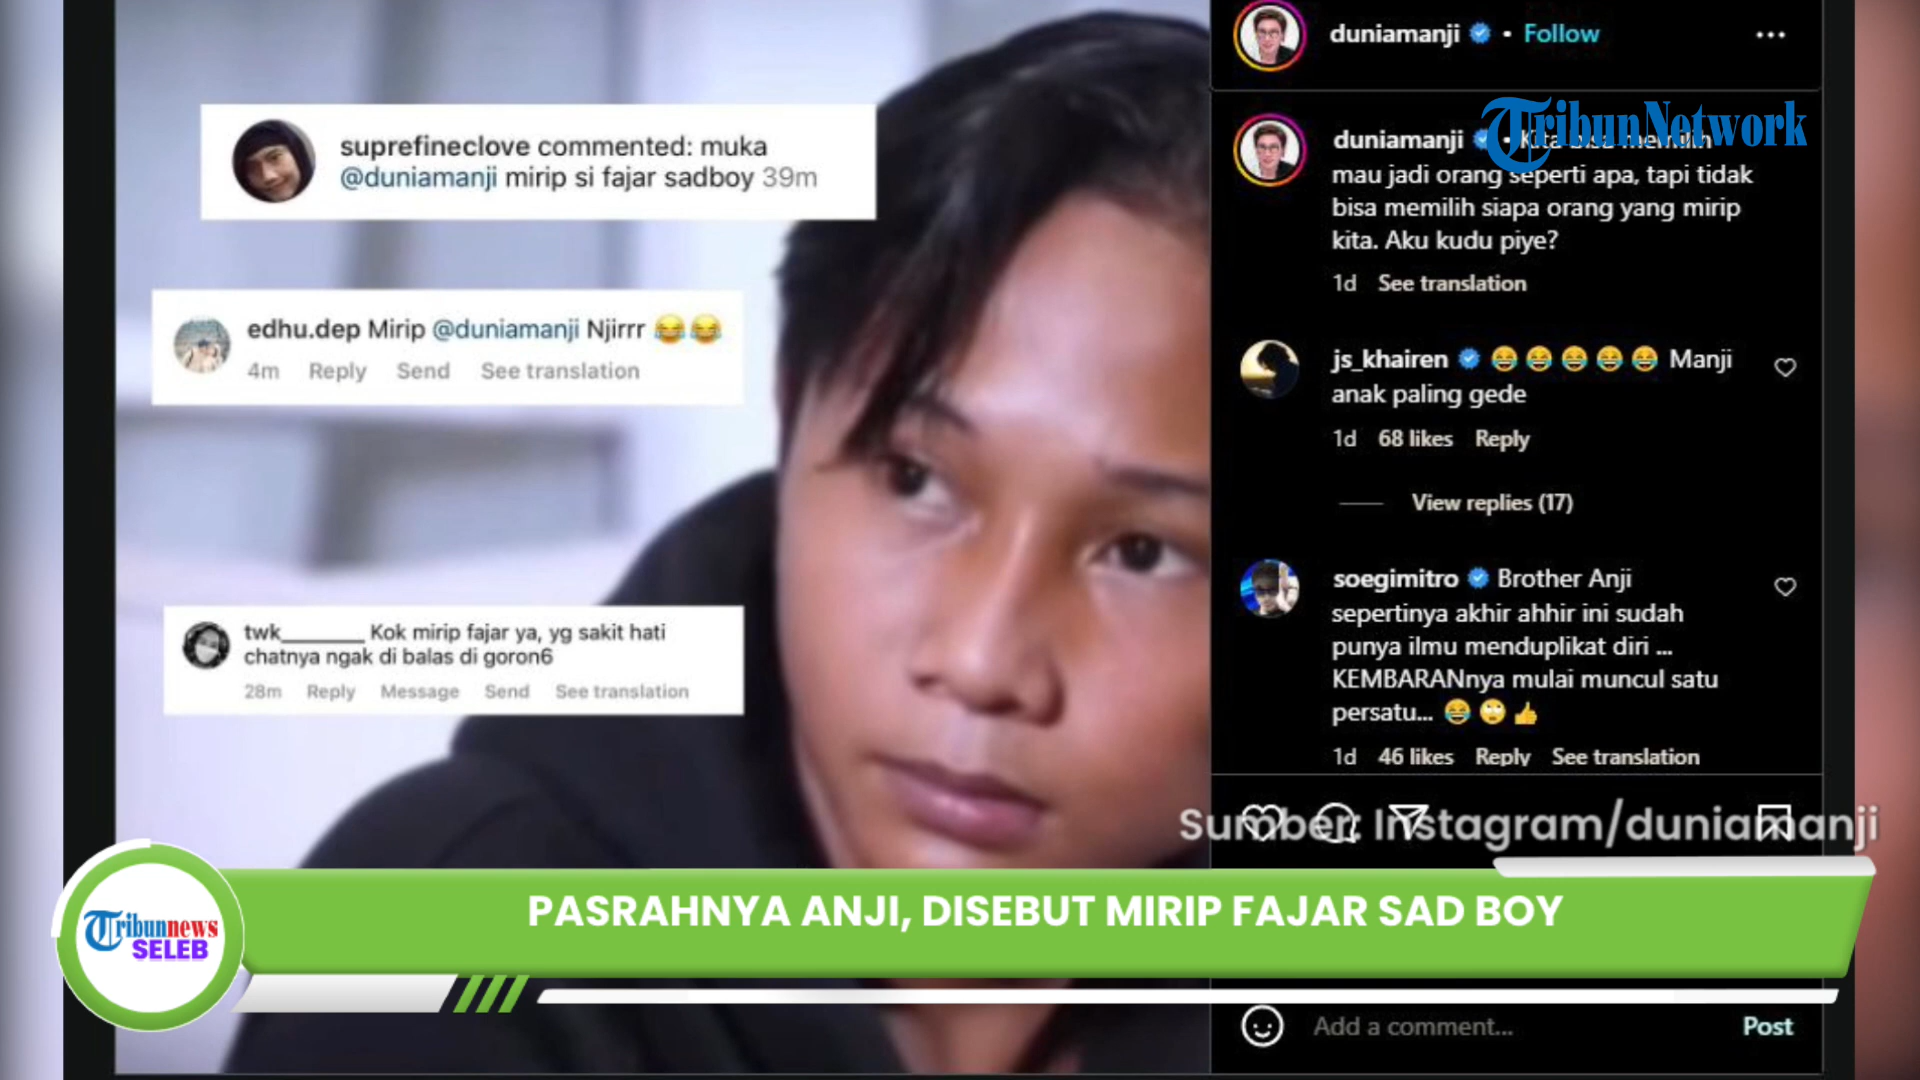 suprefineclove commented: muka
@duniamanji mirip si fajar sadboy 39m
edhu.dep Mirip @duniamanji Njirrr 😂😂
4m Reply Send See translation
twk________ Kok mirip fajar ya, yg sakit hati
chatnya ngak di balas di goron6
28m Reply Message Send See translation
duniamanji • Follow
TribunNetwork
duniamanji • Kita bisa memilih
mau jadi orang seperti apa, tapi tidak
bisa memilih siapa orang yang mirip
kita. Aku kudu piye?
1d See translation
js_khairen 😂😂😂😂😂 Manji
anak paling gede
1d 68 likes Reply
View replies (17)
soegimitro Brother Anji
sepertinya akhir ahhir ini sudah
punya ilmu menduplikat diri ...
KEMBARANnya mulai muncul satu
persatu... 😂🙄👍
1d 46 likes Reply See translation
Sumber: Instagram/duniamanji
PASRAHNYA ANJI, DISEBUT MIRIP FAJAR SAD BOY
Tribunnews
SELEB
Add a comment... Post